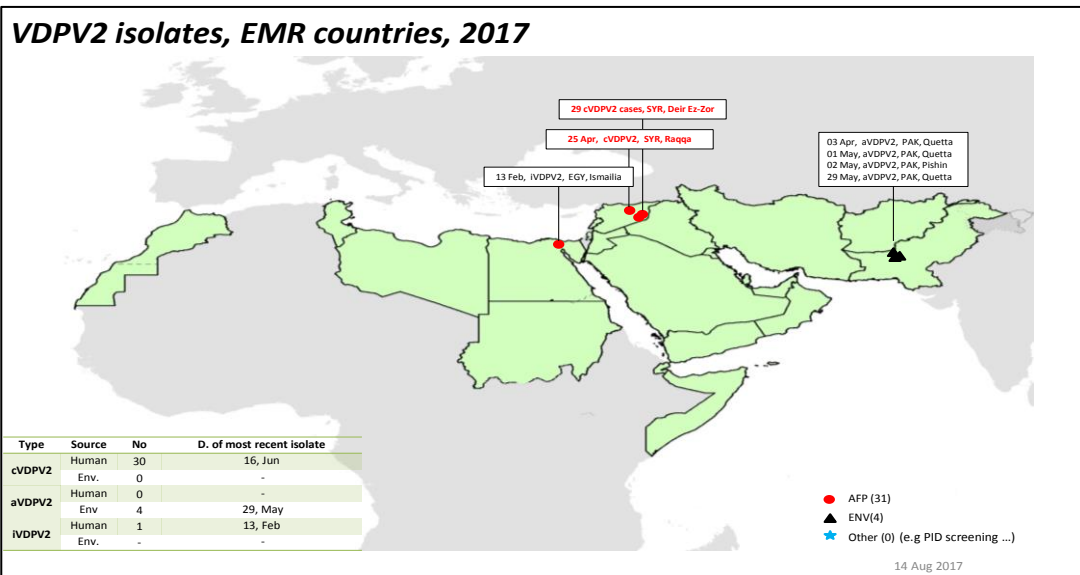 VDPV2 isolates, EMR countries, 2017
29 cVDPV2 cases, SYR, Deir Ez-Zor
25 Apr, cVDPV2, SYR, Raqqa
13 Feb, iVDPV2, EGY, Ismailia
03 Apr, aVDPV2, PAK, Quetta
01 May, aVDPV2, PAK, Quetta
02 May, aVDPV2, PAK, Pishin
29 May, aVDPV2, PAK, Quetta
Type Source No D. of most recent isolate
cVDPV2 Human 30 16, Jun
Env. 0 -
aVDPV2 Human 0 -
Env 4 29, May
iVDPV2 Human 1 13, Feb
Env. - -
AFP (31)
ENV(4)
Other (0) (e.g PID screening ...)
14 Aug 2017